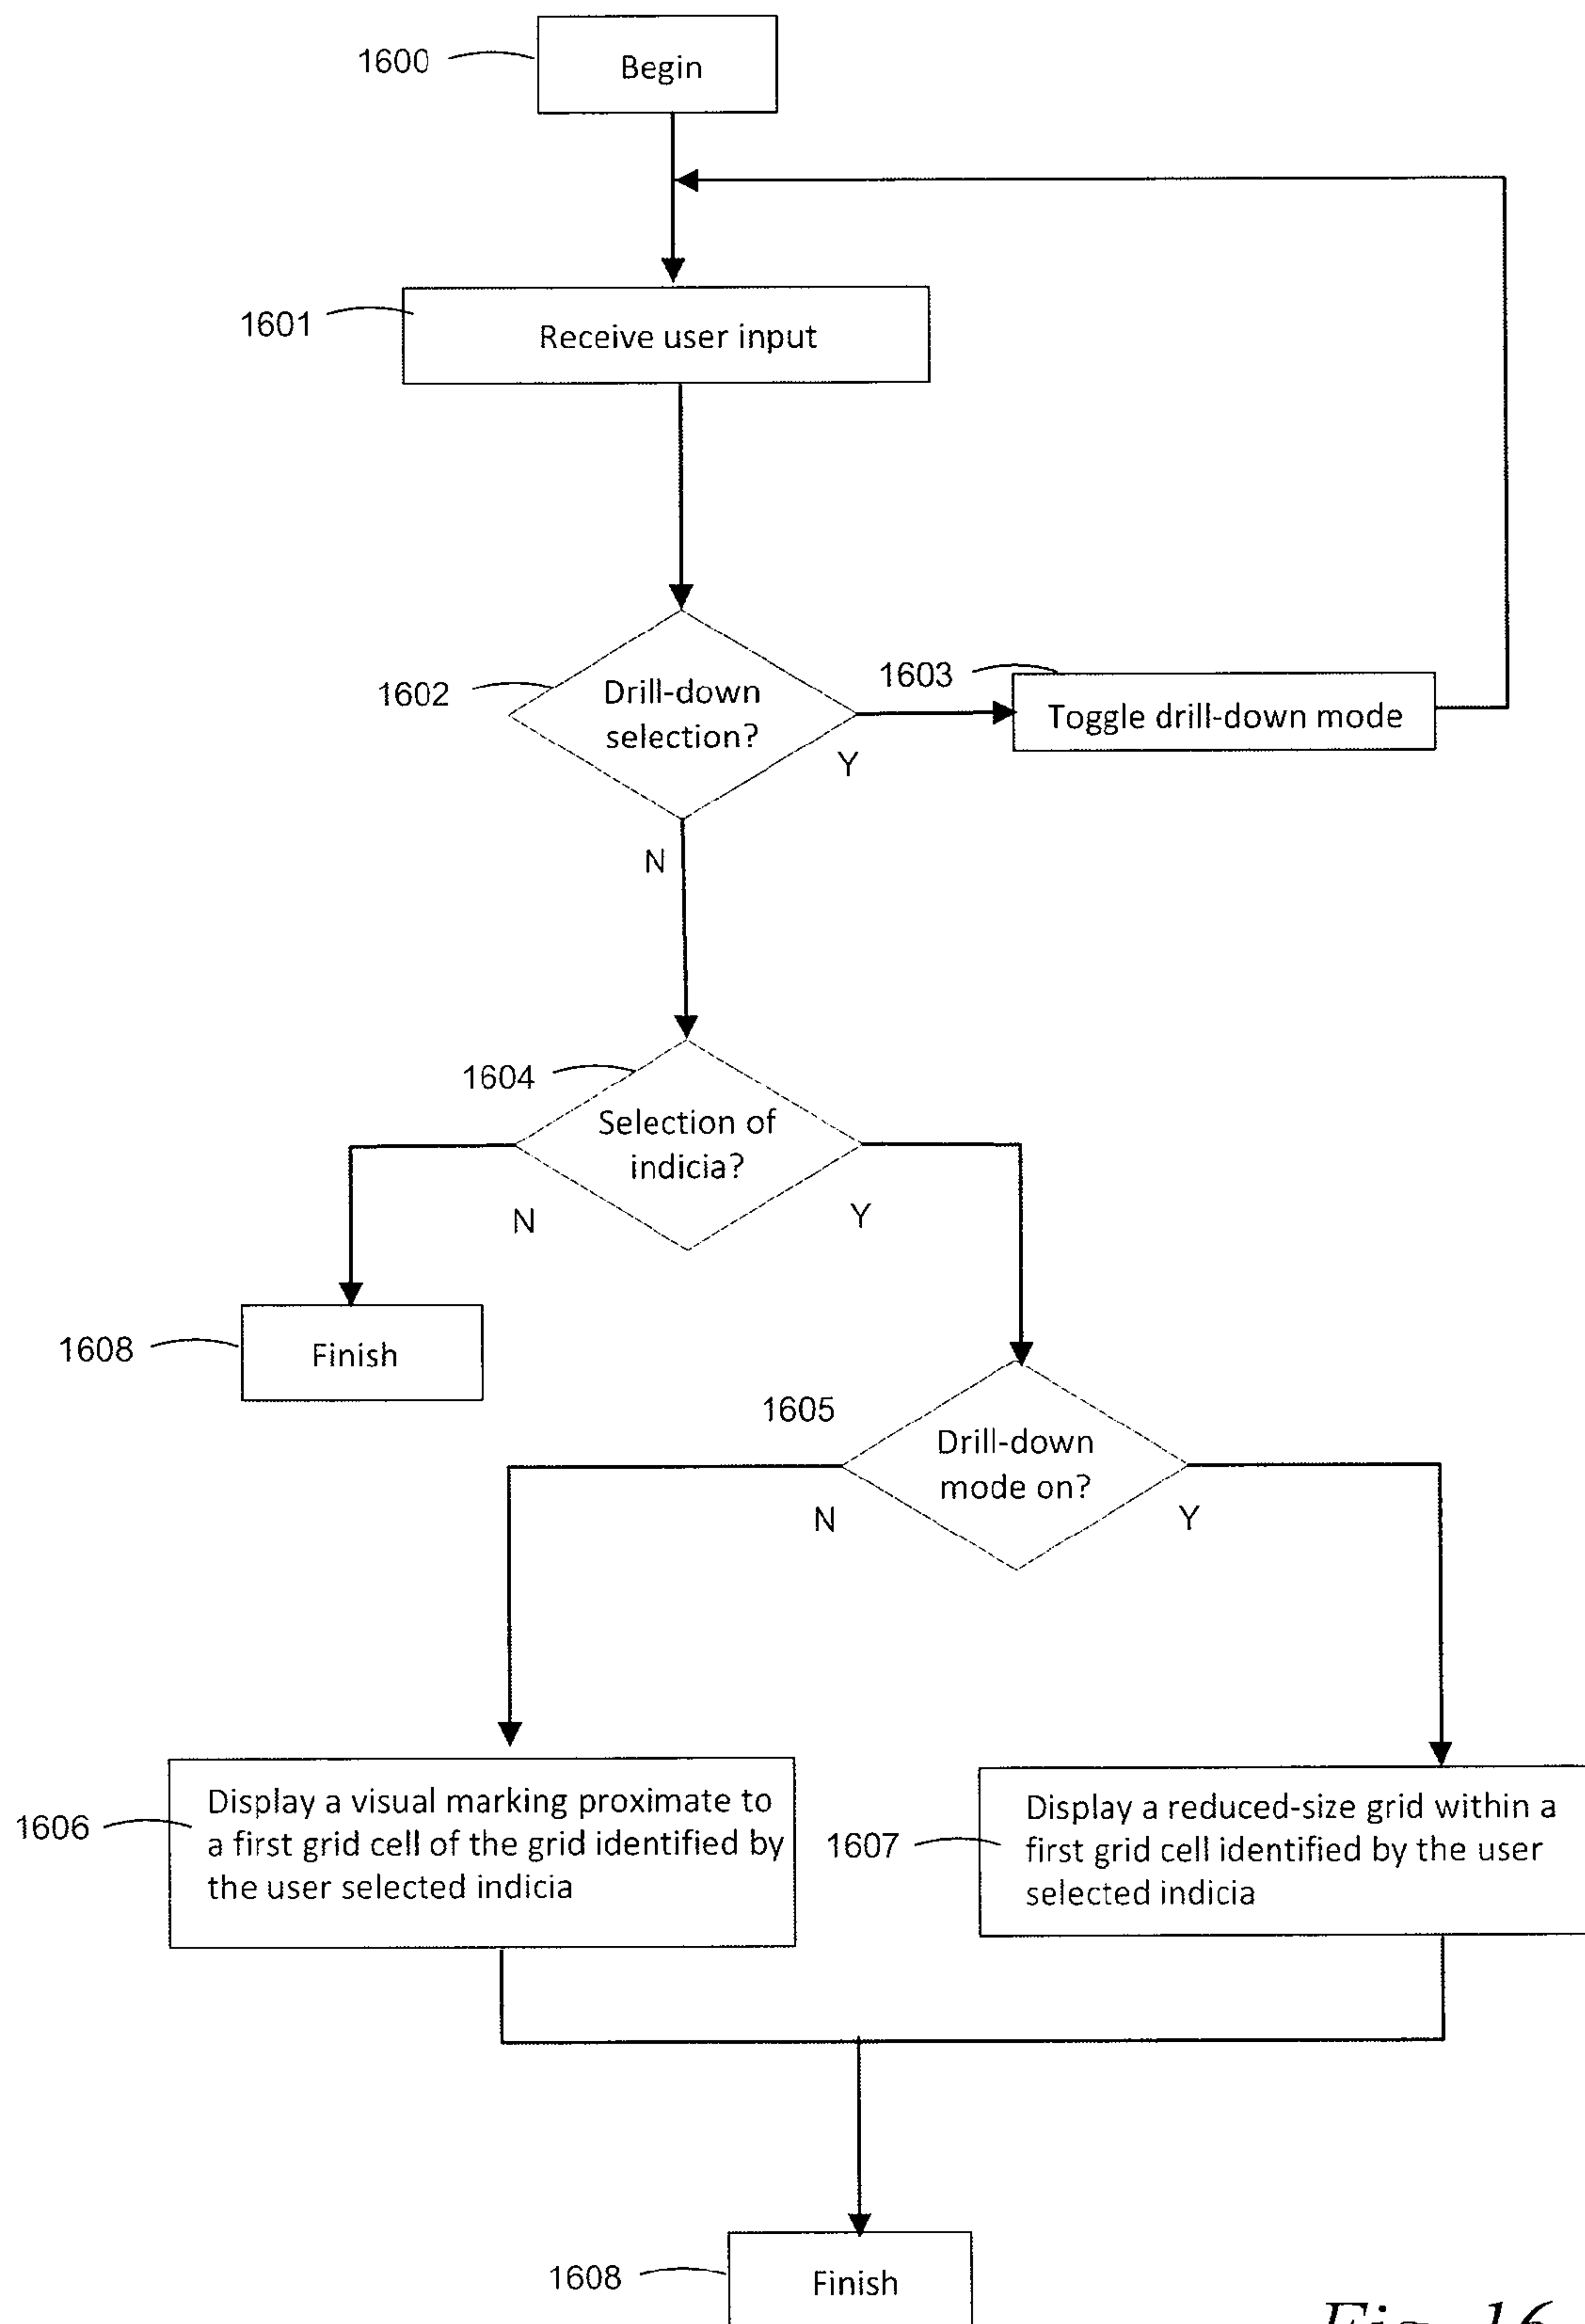 1600
Begin
1601
Receive user input
1602
Drill-down
selection?
Y
1603
Toggle drill-down mode
N
1604
Selection of
indicia?
N
Y
1608
Finish
1605
Drill-down
mode on?
N
Y
1606
Display a visual marking proximate to
a first grid cell of the grid identified by
the user selected indicia
1607
Display a reduced-size grid within a
first grid cell identified by the user
selected indicia
1608
Finish
Fig. 16